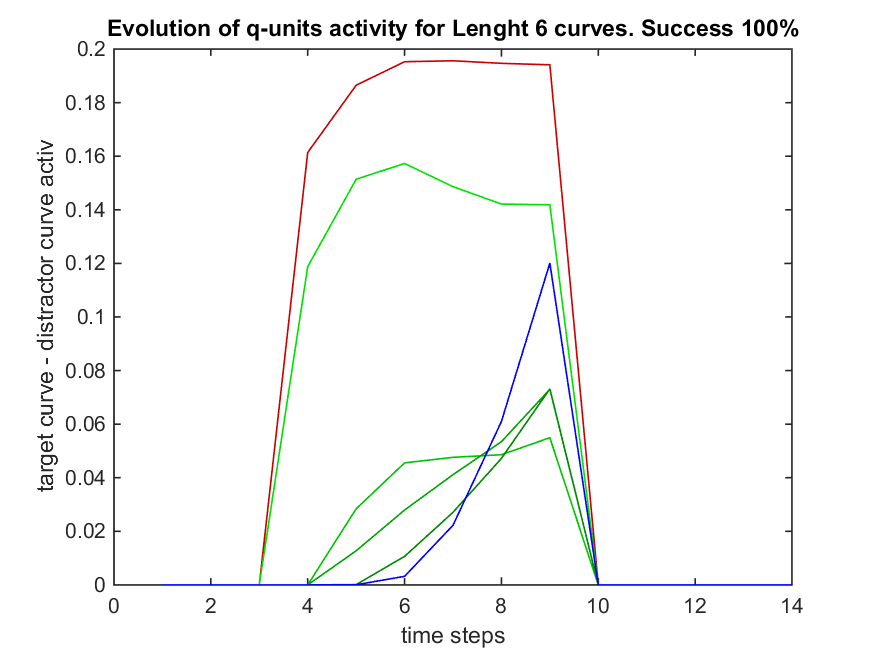 Evolution of q-units activity for Lenght 6 curves. Success 100%
target curve - distractor curve activ
0.2
0.18
0.16
0.14
0.12
0.1
0.08
0.06
0.04
0.02
0
0 2 4 6 8 10 12 14
time steps